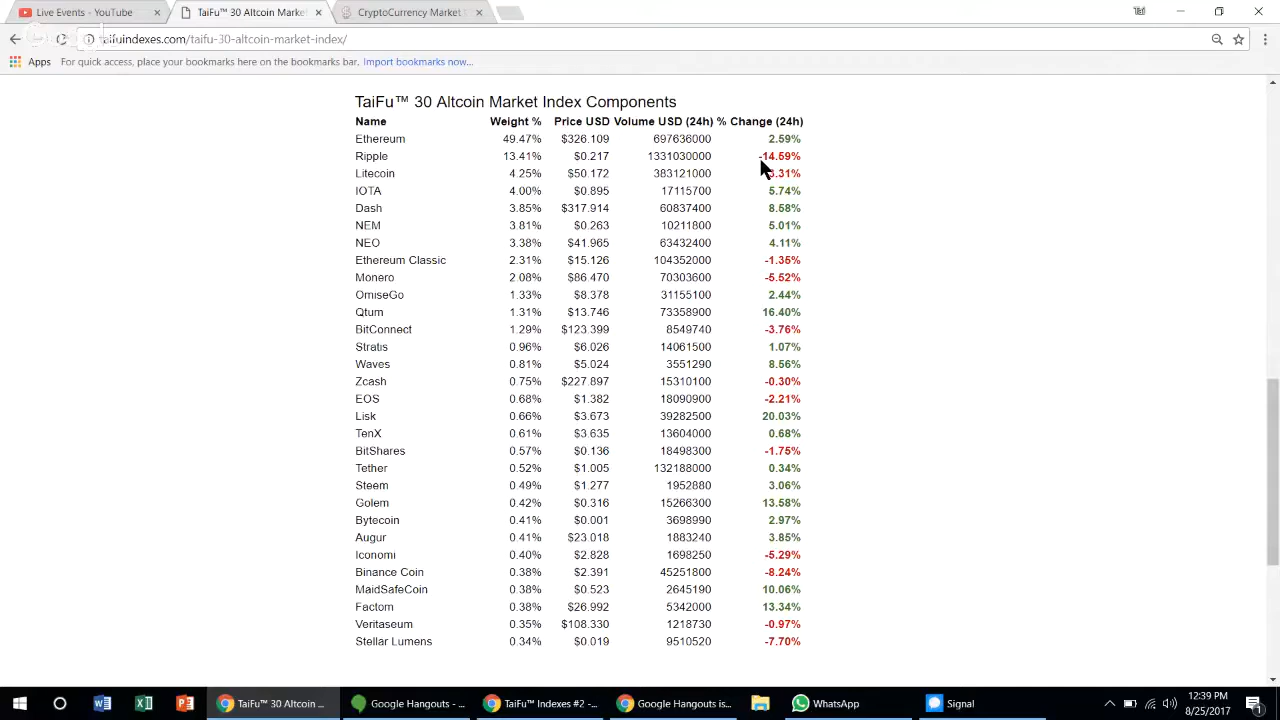 Live Events - YouTube
TaiFu™ 30 Altcoin Marke
CryptoCurrency Market
taifuindexes.com/taifu-30-altcoin-market-index/
Apps For quick access, place your bookmarks here on the bookmarks bar. Import bookmarks now...
TaiFu™ 30 Altcoin Market Index Components
Name Weight % Price USD Volume USD (24h) % Change (24h)
Ethereum 49.47% $326.109 697636000 2.59%
Ripple 13.41% $0.217 1331030000 -14.59%
Litecoin 4.25% $50.172 383121000 .31%
IOTA 4.00% $0.895 17115700 5.74%
Dash 3.85% $317.914 60837400 8.58%
NEM 3.81% $0.263 10211800 5.01%
NEO 3.38% $41.965 63432400 4.11%
Ethereum Classic 2.31% $15.126 104352000 -1.35%
Monero 2.08% $86.470 70303600 -5.52%
OmiseGo 1.33% $8.378 31155100 2.44%
Qtum 1.31% $13.746 73358900 16.40%
BitConnect 1.29% $123.399 8549740 -3.76%
Stratis 0.96% $6.026 14061500 1.07%
Waves 0.81% $5.024 3551290 8.56%
Zcash 0.75% $227.897 15310100 -0.30%
EOS 0.68% $1.382 18090900 -2.21%
Lisk 0.66% $3.673 39282500 20.03%
TenX 0.61% $3.635 13604000 0.68%
BitShares 0.57% $0.136 18498300 -1.75%
Tether 0.52% $1.005 132188000 0.34%
Steem 0.49% $1.277 1952880 3.06%
Golem 0.42% $0.316 15266300 13.58%
Bytecoin 0.41% $0.001 3698990 2.97%
Augur 0.41% $23.018 1883240 3.85%
Iconomi 0.40% $2.828 1698250 -5.29%
Binance Coin 0.38% $2.391 45251800 -8.24%
MaidSafeCoin 0.38% $0.523 2645190 10.06%
Factom 0.38% $26.992 5342000 13.34%
Veritaseum 0.35% $108.330 1218730 -0.97%
Stellar Lumens 0.34% $0.019 9510520 -7.70%
TaiFu™ 30 Altcoin ...
Google Hangouts - ...
TaiFu™ Indexes #2 -...
Google Hangouts is...
WhatsApp
Signal
12:39 PM
8/25/2017